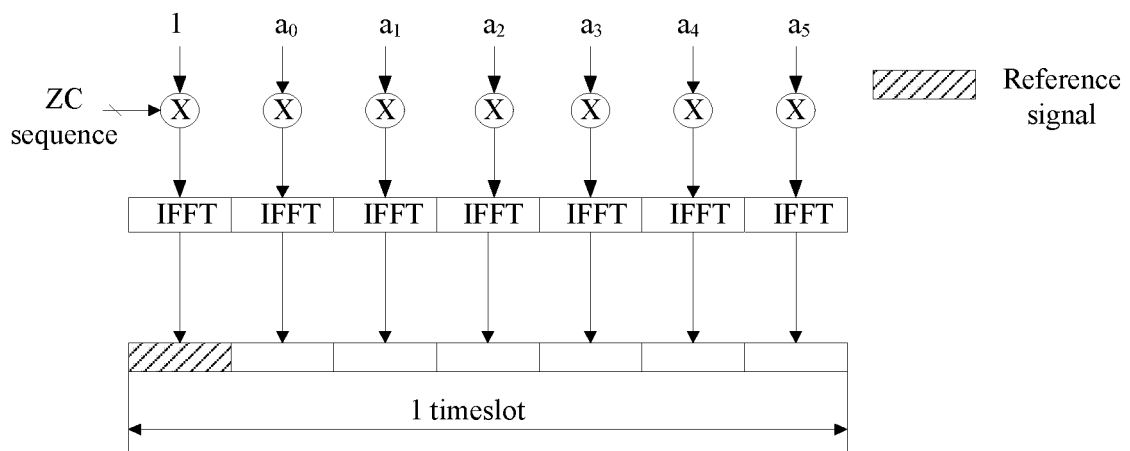 1 a₀ a₁ a₂ a₃ a₄ a₅
Reference
signal
ZC
sequence
X X X X X X X
IFFT IFFT IFFT IFFT IFFT IFFT IFFT
1 timeslot